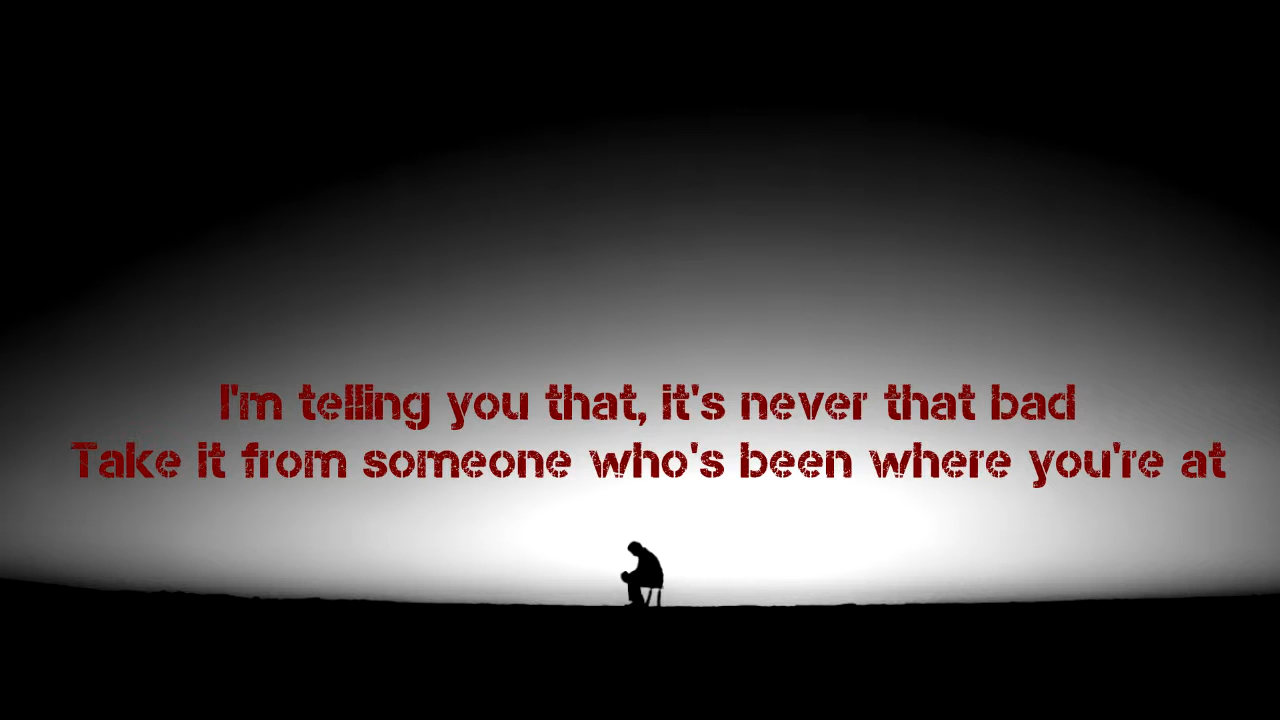 I'm telling you that, it's never that bad
Take it from someone who's been where you're at